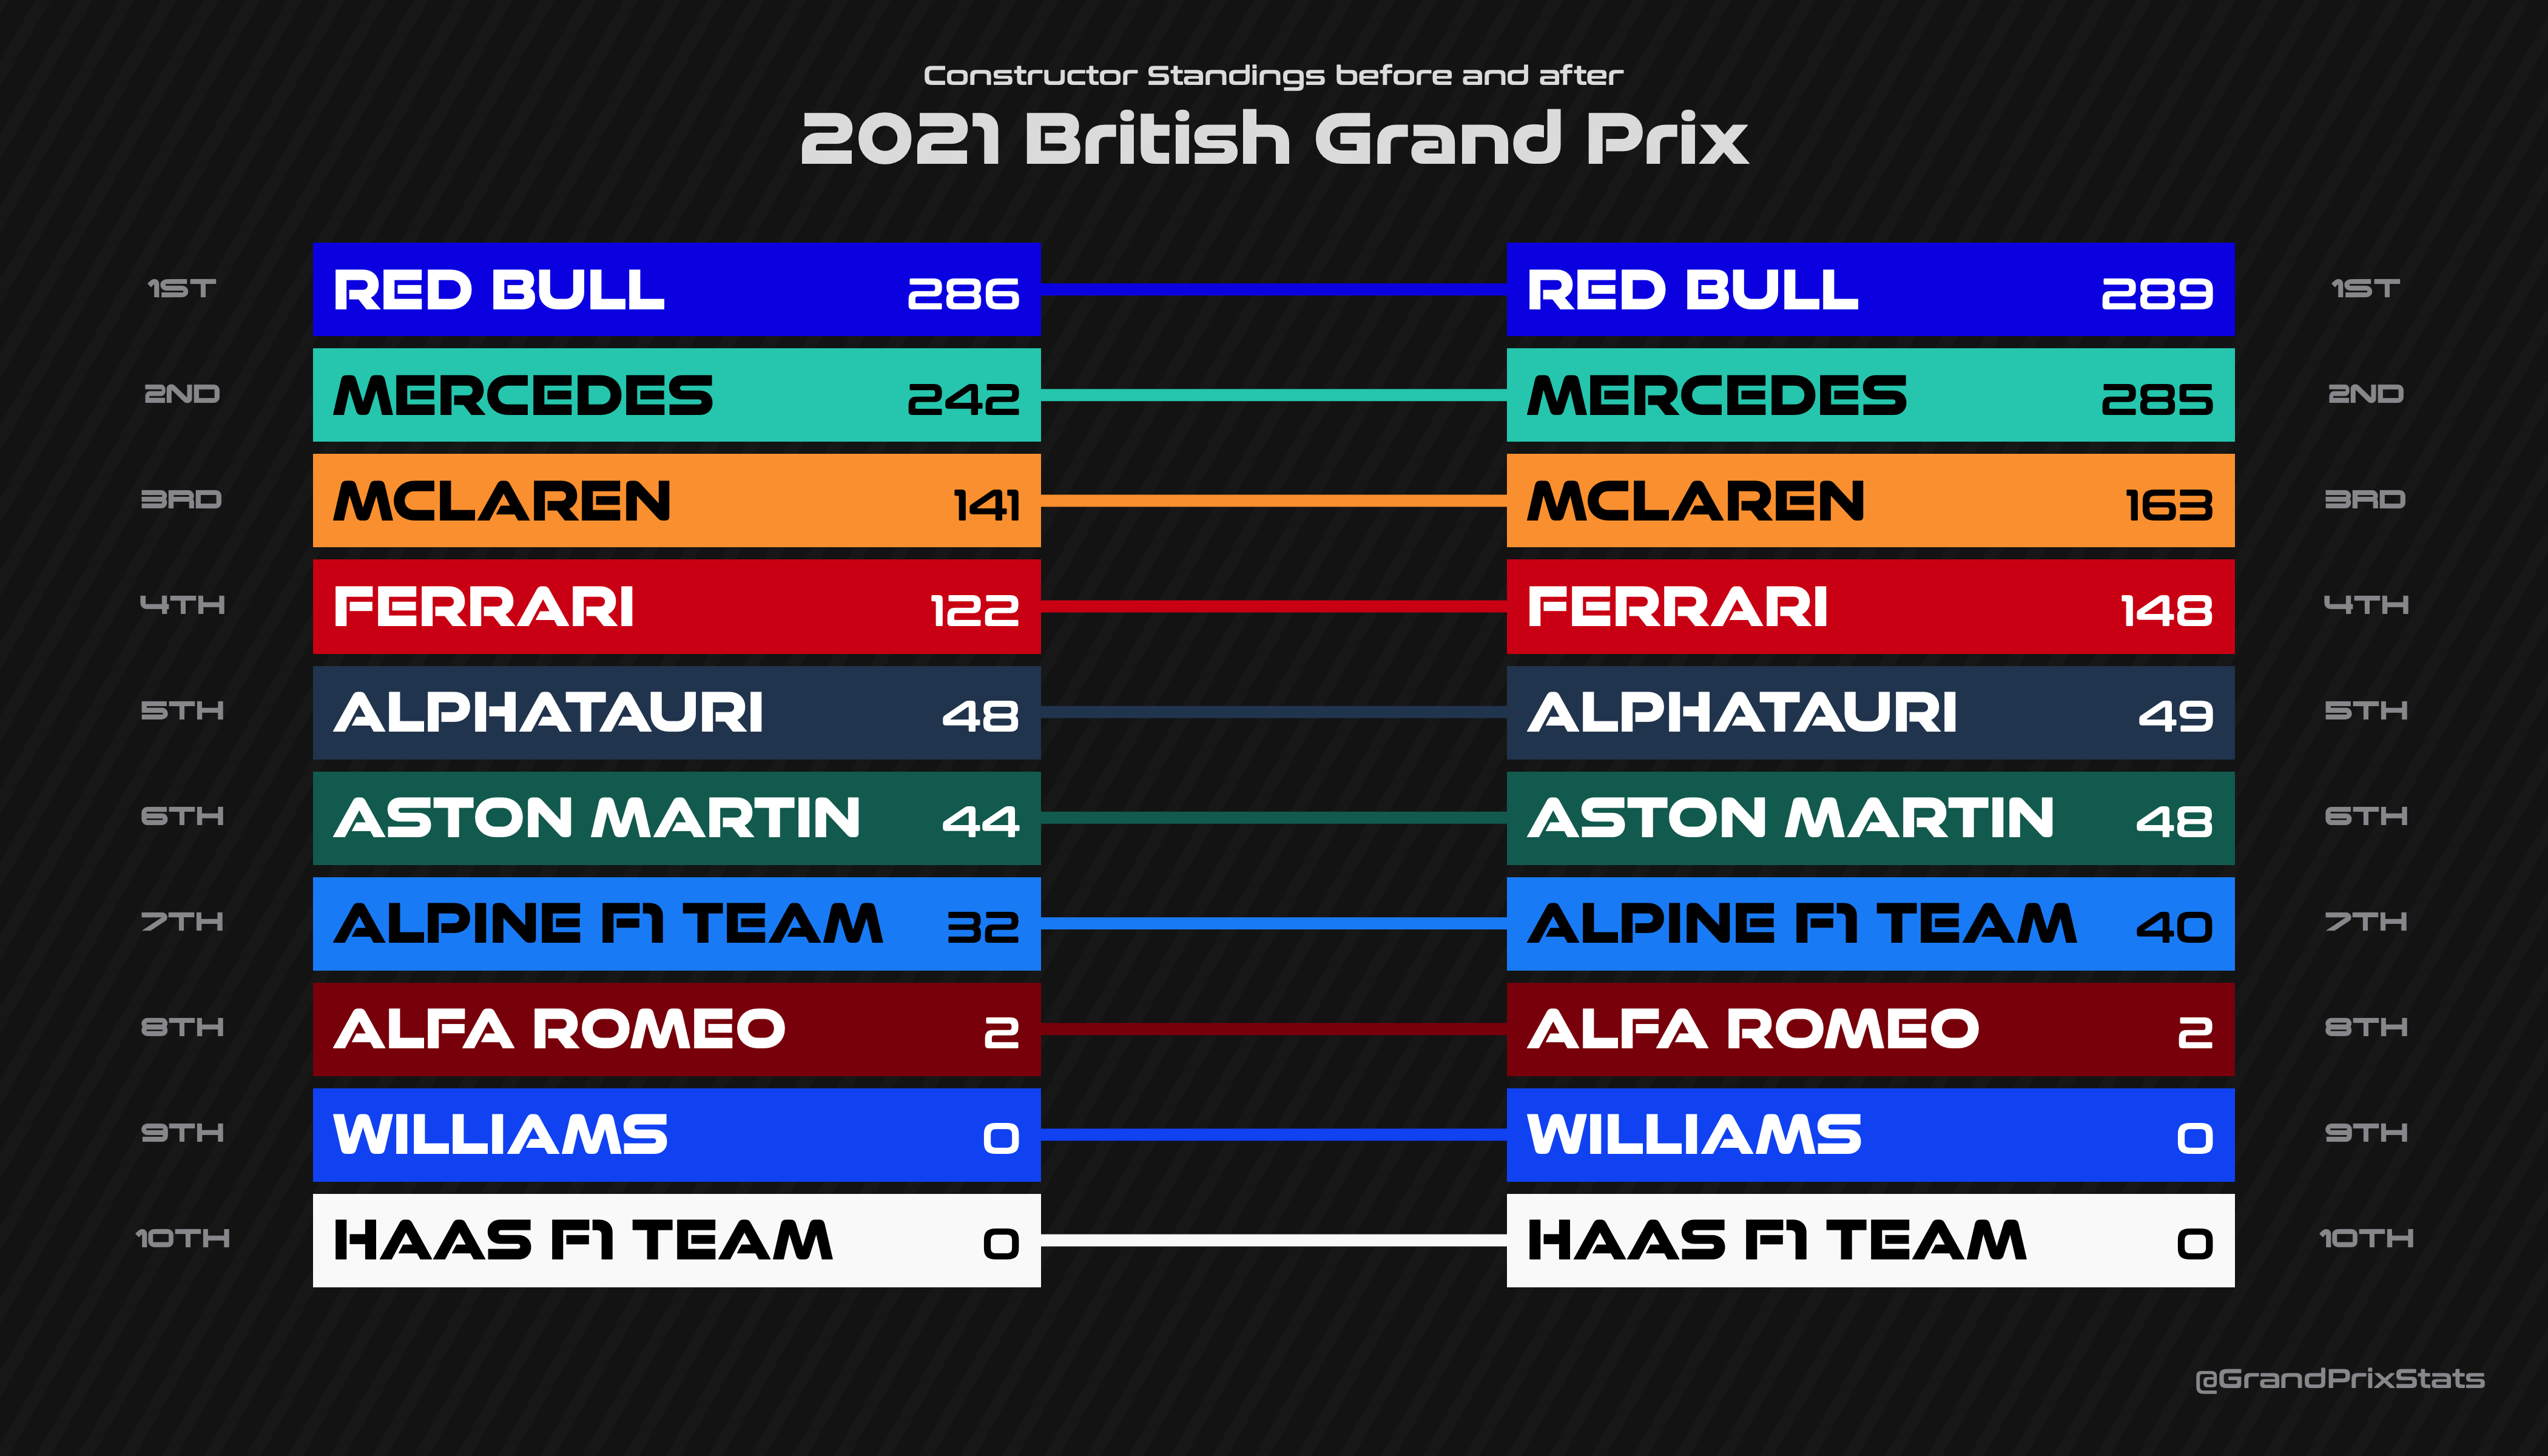 Constructor Standings before and after
2021 British Grand Prix
1ST RED BULL 286 RED BULL 289 1ST
2ND MERCEDES 242 MERCEDES 285 2ND
3RD MCLAREN 141 MCLAREN 163 3RD
4TH FERRARI 122 FERRARI 148 4TH
5TH ALPHATAURI 48 ALPHATAURI 49 5TH
6TH ASTON MARTIN 44 ASTON MARTIN 48 6TH
7TH ALPINE F1 TEAM 32 ALPINE F1 TEAM 40 7TH
8TH ALFA ROMEO 2 ALFA ROMEO 2 8TH
9TH WILLIAMS 0 WILLIAMS 0 9TH
10TH HAAS F1 TEAM 0 HAAS F1 TEAM 0 10TH
@GrandPrixStats